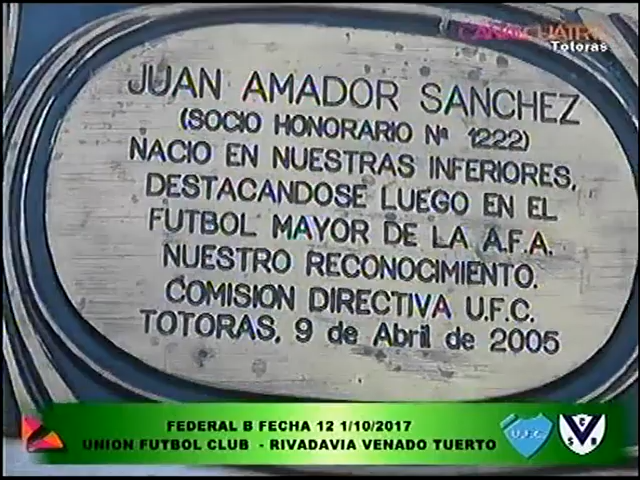 CANALCUATRO
Totoras
JUAN AMADOR SANCHEZ
(SOCIO HONORARIO Nª 1222)
NACIO EN NUESTRAS INFERIORES,
DESTACANDOSE LUEGO EN EL
FUTBOL MAYOR DE LA A.F.A.
NUESTRO RECONOCIMIENTO.
COMISION DIRECTIVA U.F.C.
TOTORAS, 9 de Abril de 2005
FEDERAL B FECHA 12 1/10/2017
UNION FUTBOL CLUB - RIVADAVIA VENADO TUERTO
U.F.C.
C
S R